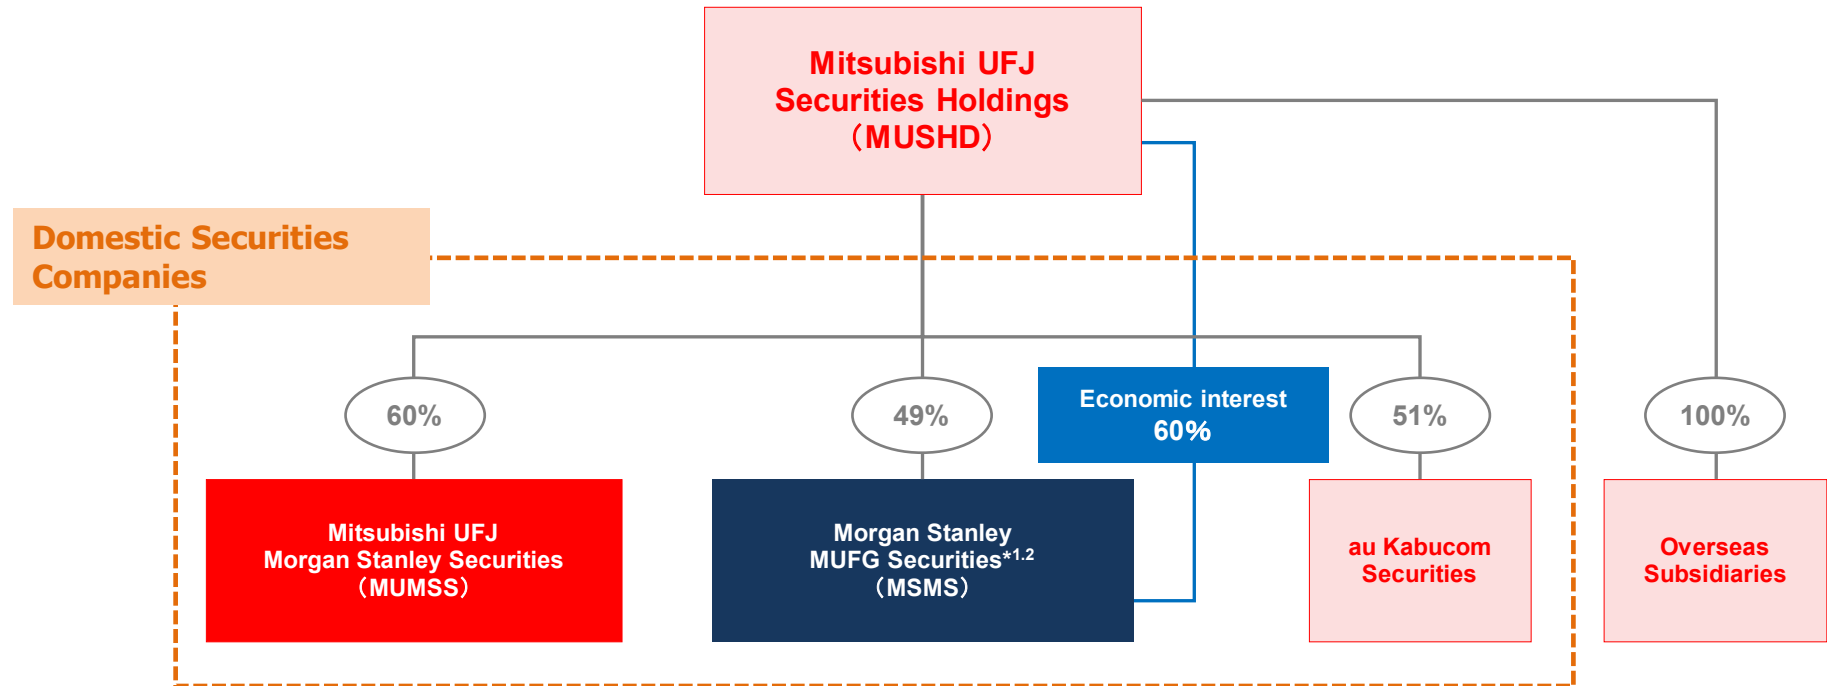 Mitsubishi UFJ
Securities Holdings
（MUSHD）
Domestic Securities
Companies
60%
49%
Economic interest
60%
51%
100%
Mitsubishi UFJ
Morgan Stanley Securities
（MUMSS）
Morgan Stanley
MUFG Securities*1.2
（MSMS）
au Kabucom
Securities
Overseas
Subsidiaries